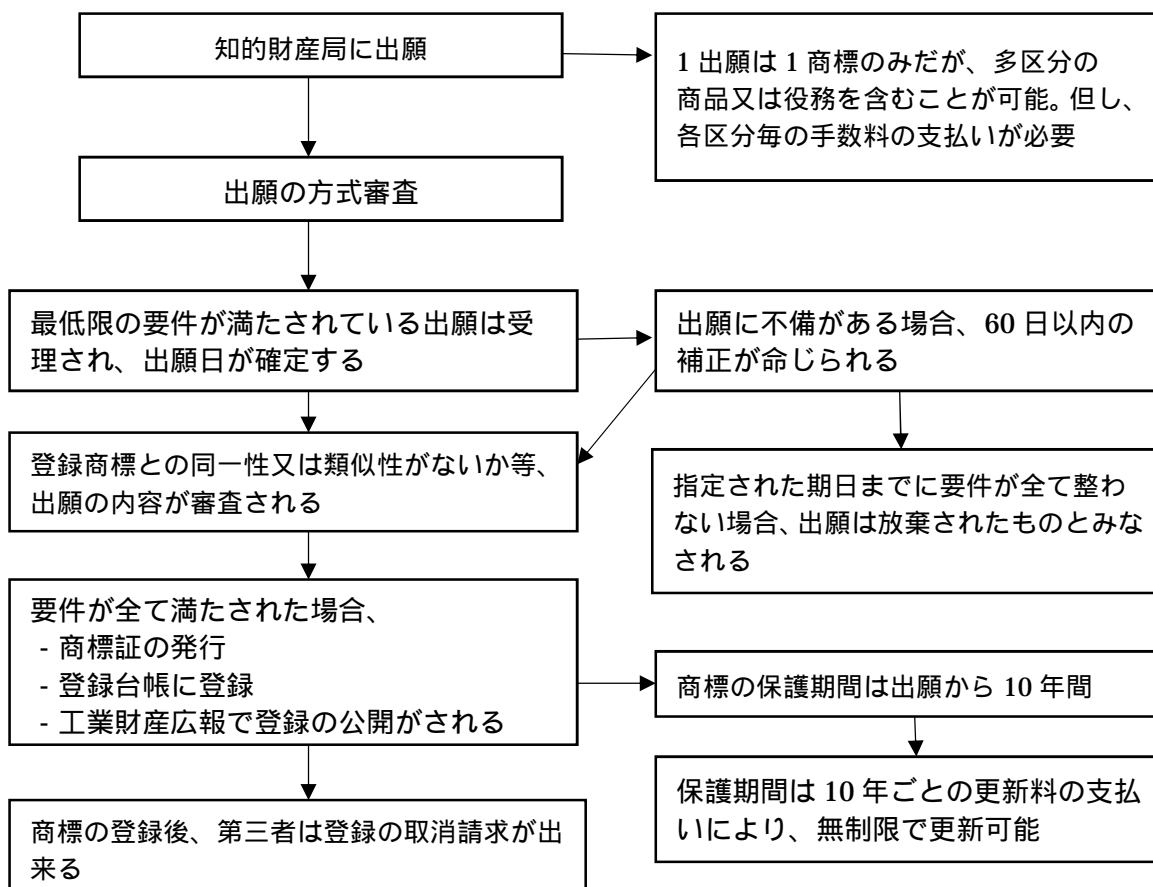 知的財産局に出願
1 出願は 1 商標のみだが、多区分の
商品又は役務を含むことが可能。但し、
各区分毎の手数料の支払いが必要
出願の方式審査
最低限の要件が満たされている出願は受
理され、出願日が確定する
出願に不備がある場合、60 日以内の
補正が命じられる
登録商標との同一性又は類似性がないか等、
出願の内容が審査される
指定された期日までに要件が全て整わ
ない場合、出願は放棄されたものとみな
される
要件が全て満たされた場合、
- 商標証の発行
- 登録台帳に登録
- 工業財産広報で登録の公開がされる
商標の保護期間は出願から 10 年間
保護期間は 10 年ごとの更新料の支払
いにより、無制限で更新可能
商標の登録後、第三者は登録の取消請求が出
来る